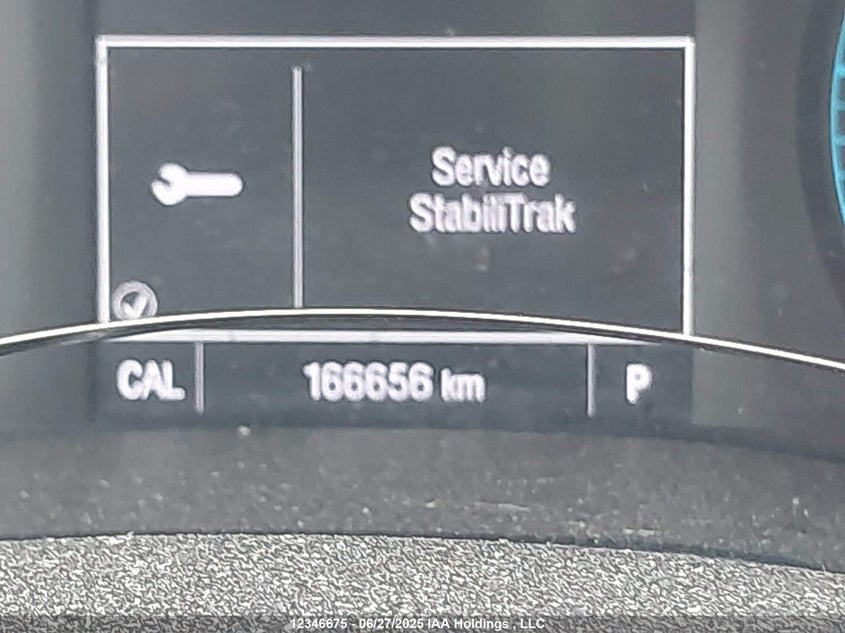 Service
StabiliTrak
CAL 166656 km P
12346675 - 06/27/2025 IAA Holdings , LLC